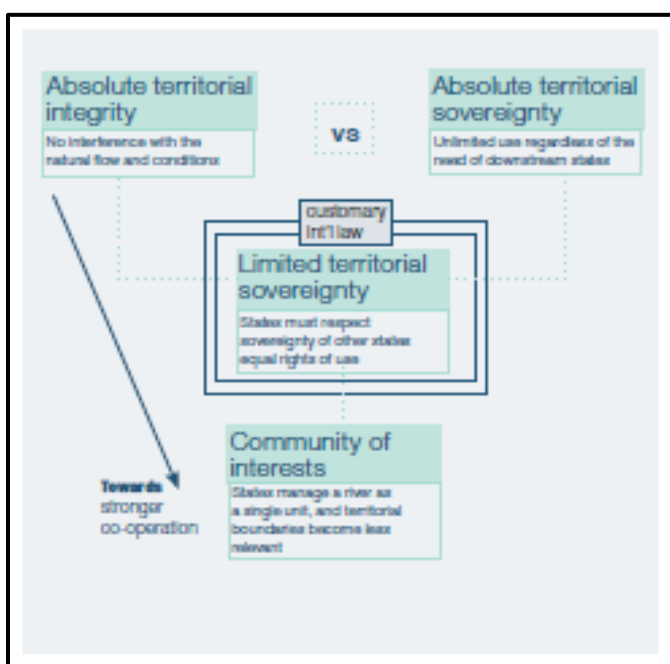 Absolute territorial
integrity
No interference with the
natural flow and conditions
vs
Absolute territorial
sovereignty
Unlimited use regardless of the
need of downstream states
customary
int'l law
Limited territorial
sovereignty
States must respect
sovereignty of other states
equal rights of use
Community of
interests
States manage a river as
a single unit, and territorial
boundaries become less
relevant
Towards
stronger
co-operation